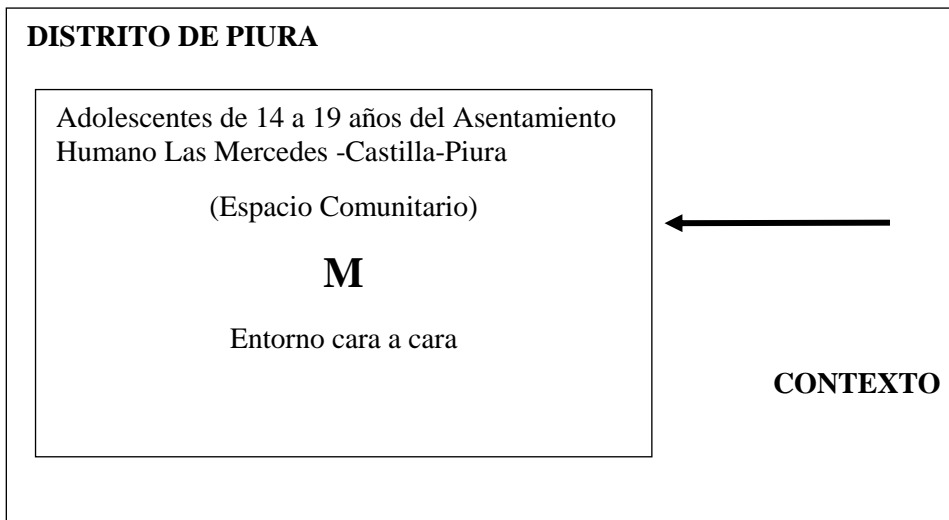 DISTRITO DE PIURA
Adolescentes de 14 a 19 años del Asentamiento
Humano Las Mercedes -Castilla-Piura
(Espacio Comunitario)
M
Entorno cara a cara
CONTEXTO